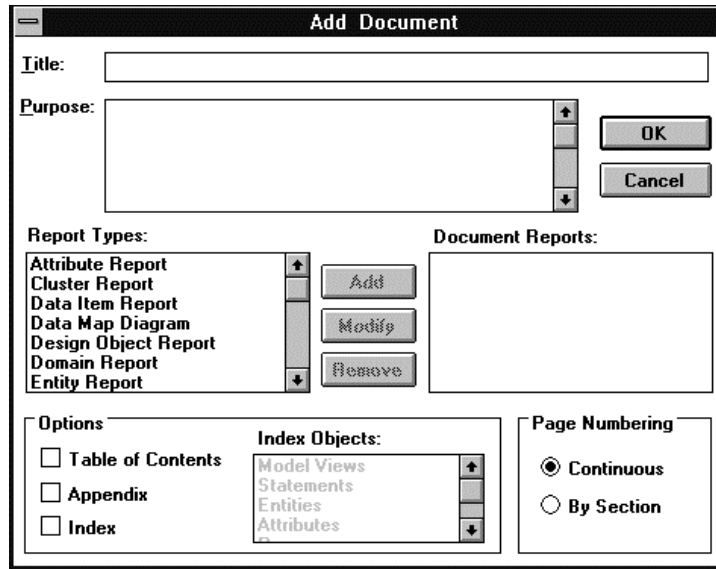 Add Document
Title:
Purpose:
OK
Cancel
Report Types:
Attribute Report
Cluster Report
Data Item Report
Data Map Diagram
Design Object Report
Domain Report
Entity Report
Add
Modify
Remove
Document Reports:
Options
Table of Contents
Appendix
Index
Index Objects:
Model Views
Statements
Entities
Attributes
Page Numbering
Continuous
By Section